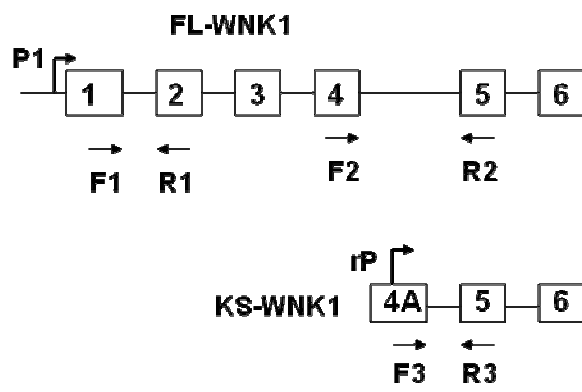 FL-WNK1
P1
1 2 3 4 5 6
F1 R1 F2 R2
rP
KS-WNK1 4A 5 6
F3 R3